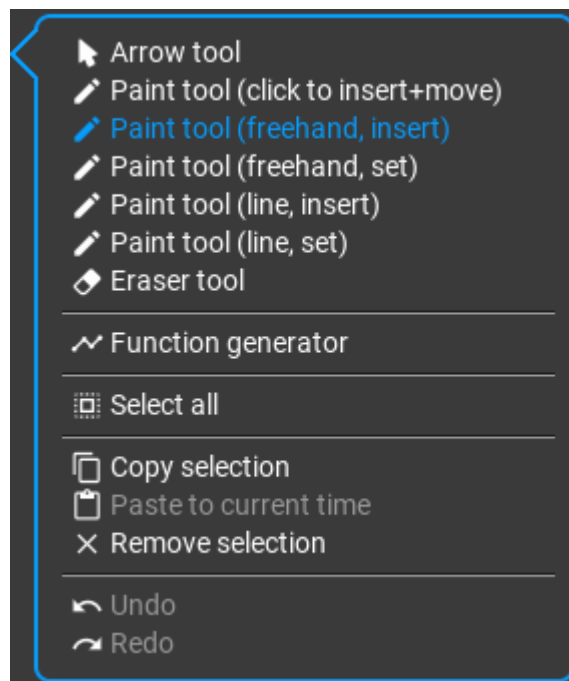 Arrow tool
Paint tool (click to insert+move)
Paint tool (freehand, insert)
Paint tool (freehand, set)
Paint tool (line, insert)
Paint tool (line, set)
Eraser tool
Function generator
Select all
Copy selection
Paste to current time
Remove selection
Undo
Redo